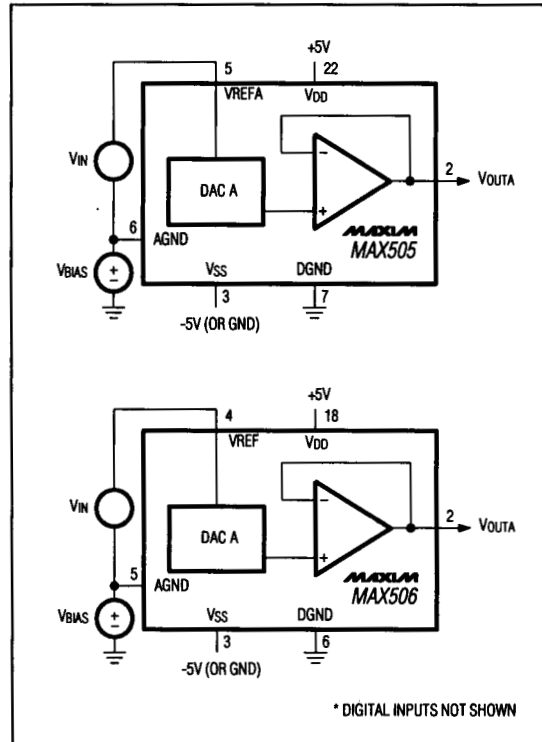 +5V
5
22
VREFA
VDD
VIN
DAC A
-
+
2
VOUTA
6
AGND
MAXIM
MAX505
VBIAS
+
-
VSS
DGND
3
7
-5V (OR GND)
+5V
4
18
VREF
VDD
VIN
DAC A
-
+
2
VOUTA
5
AGND
MAXIM
MAX506
VBIAS
+
-
VSS
DGND
3
6
-5V (OR GND)
* DIGITAL INPUTS NOT SHOWN